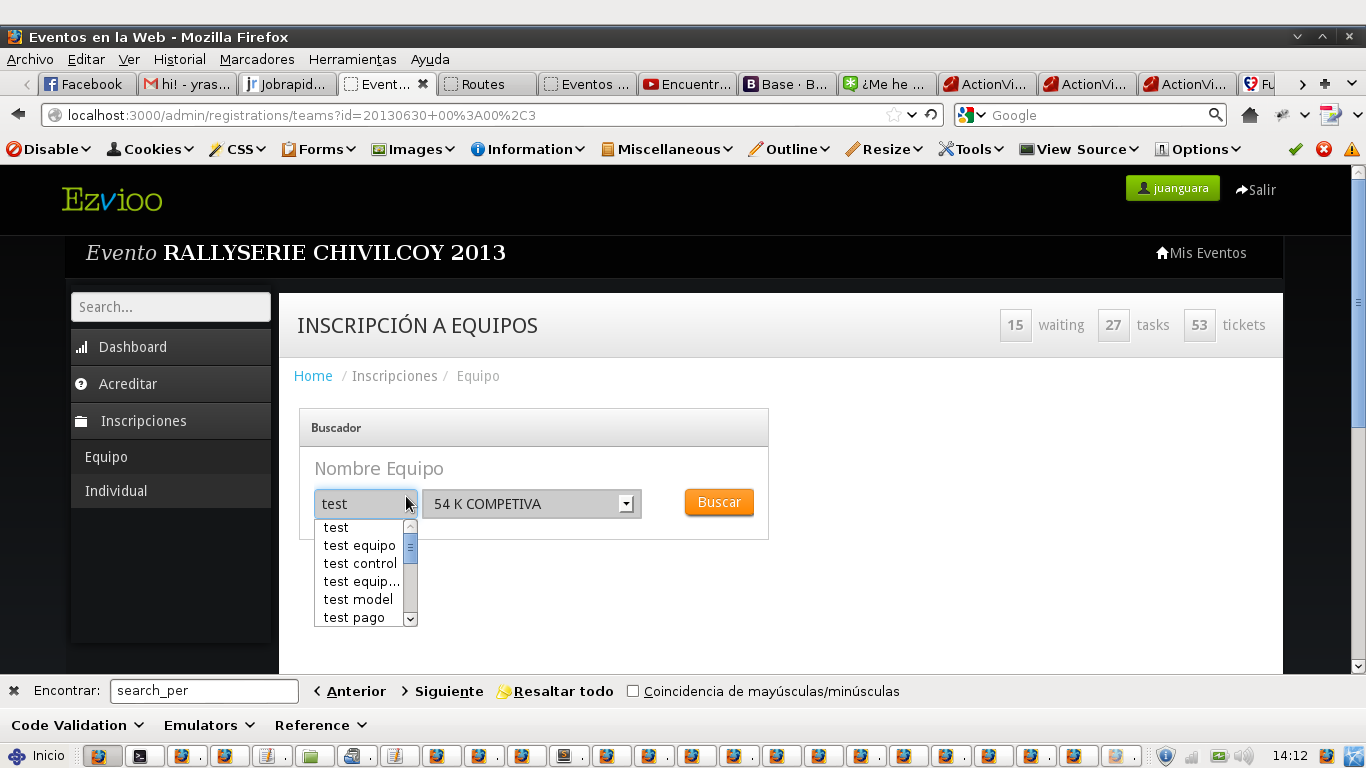 Eventos en la Web - Mozilla Firefox
Archivo Editar Ver Historial Marcadores Herramientas Ayuda
Facebook hi! - yras... Jobrapid... Event... Routes Eventos ... Encuentr... Base · B... ¿Me he ... ActionVi... ActionVi... ActionVi... Fu
localhost:3000/admin/registrations/teams?id=20130630+00%3A00%2C3 Google
Disable Cookies CSS Forms Images Information Miscellaneous Outline Resize Tools View Source Options
Ezvioo juanguara Salir
Evento RALLYSERIE CHIVILCOY 2013 Mis Eventos
Search...
INSCRIPCIÓN A EQUIPOS 15 waiting 27 tasks 53 tickets
Dashboard
Home / Inscripciones / Equipo
Acreditar
Inscripciones
Buscador
Equipo
Nombre Equipo
Individual
test 54 K COMPETIVA Buscar
test
test equipo
test control
test equip...
test model
test pago
Encontrar: search_per Anterior Siguiente Resaltar todo Coincidencia de mayúsculas/minúsculas
Code Validation Emulators Reference
Inicio 14:12